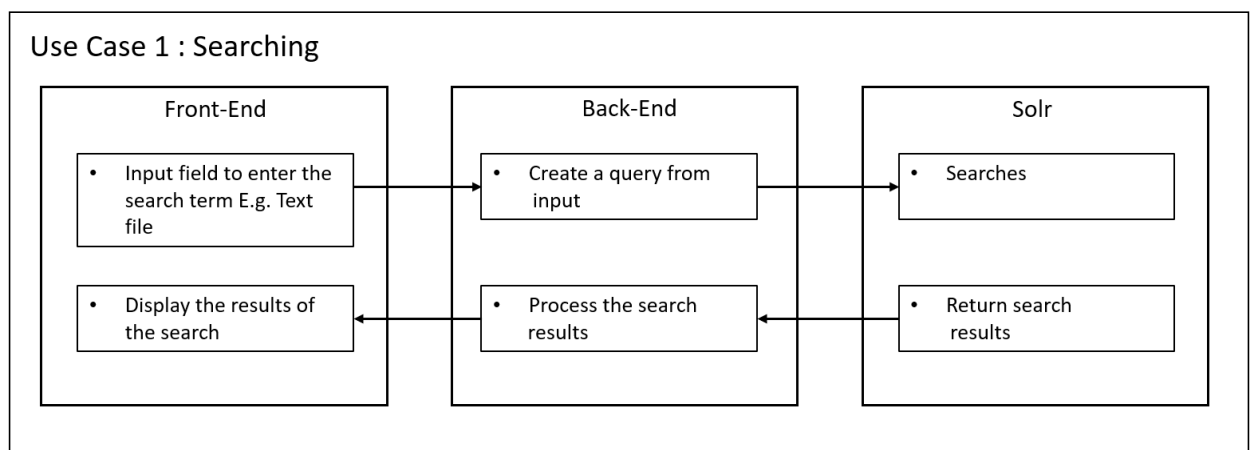 Use Case 1 : Searching
Front-End
• Input field to enter the
search term E.g. Text
file
• Display the results of
the search
Back-End
• Create a query from
input
• Process the search
results
Solr
• Searches
• Return search
results